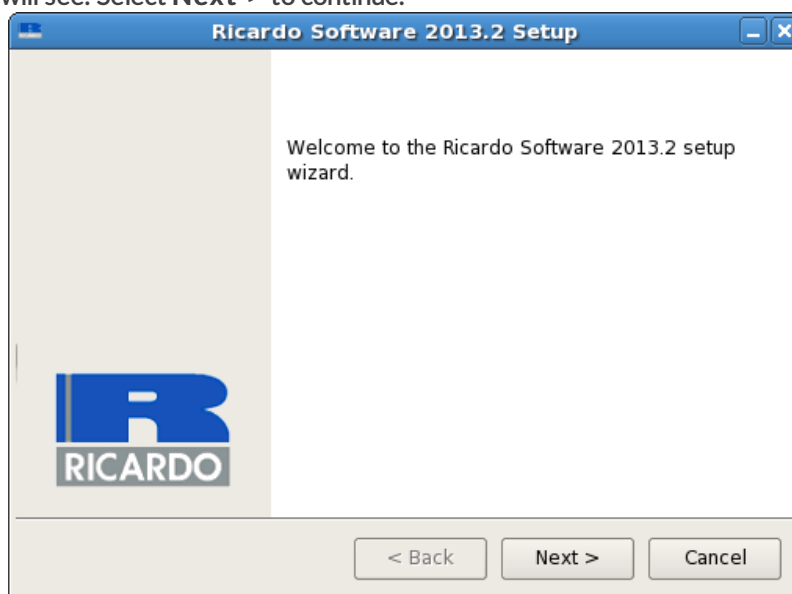 will see. Select Next > to continue.
Ricardo Software 2013.2 Setup
Welcome to the Ricardo Software 2013.2 setup
wizard.
RICARDO
< Back
Next >
Cancel